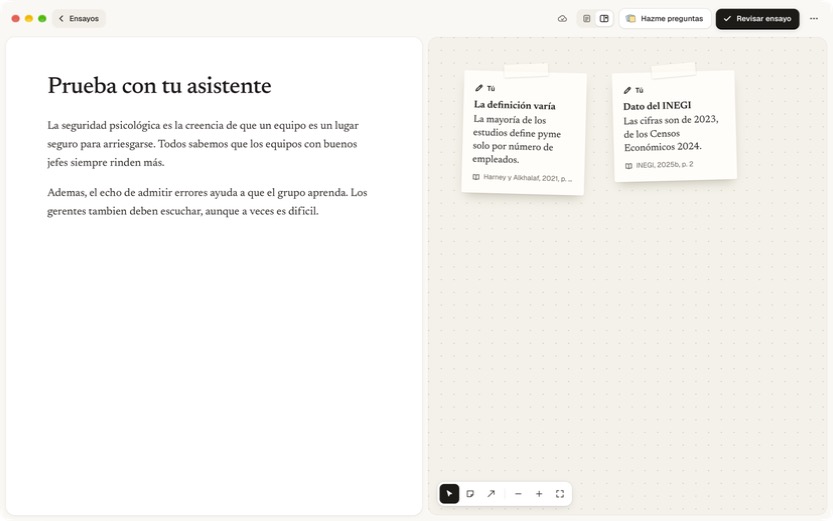 Ensayos
Hazme preguntas
Revisar ensayo
Prueba con tu asistente
La seguridad psicológica es la creencia de que un equipo es un lugar
seguro para arriesgarse. Todos sabemos que los equipos con buenos
jefes siempre rinden más.
Ademas, el echo de admitir errores ayuda a que el grupo aprenda. Los
gerentes tambien deben escuchar, aunque a veces es dificil.
Tú
La definición varía
La mayoría de los
estudios define pyme
solo por número de
empleados.
Harney y Alkhalaf, 2021, p. ...
Tú
Dato del INEGI
Las cifras son de 2023,
de los Censos
Económicos 2024.
INEGI, 2025b, p. 2